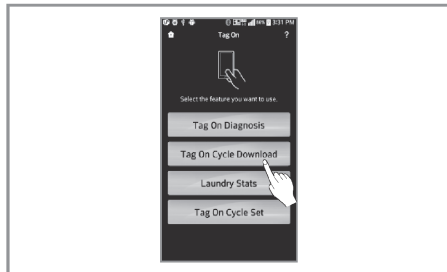 3:31 PM
Tag On
?
Select the feature you want to use.
Tag On Diagnosis
Tag On Cycle Download
Laundry Stats
Tag On Cycle Set